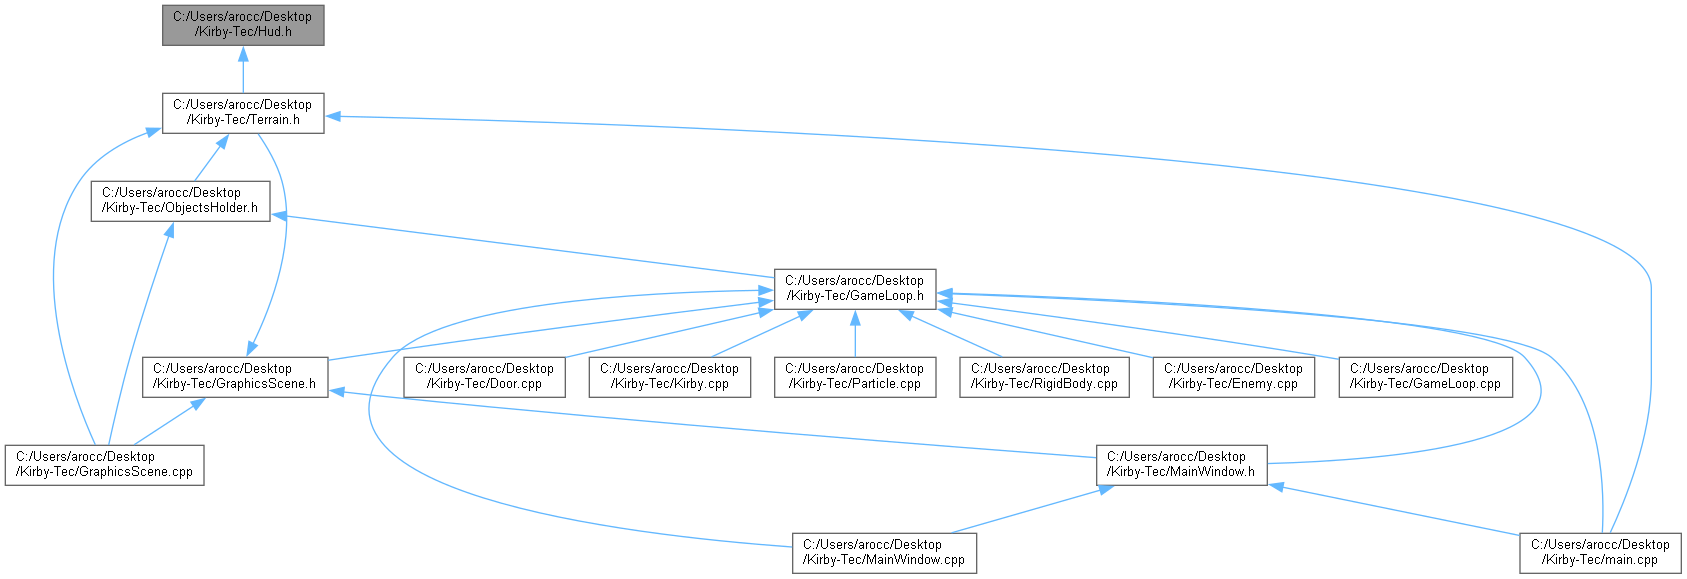 C:/Users/arocc/Desktop
/Kirby-Tec/Hud.h
C:/Users/arocc/Desktop
/Kirby-Tec/Terrain.h
C:/Users/arocc/Desktop
/Kirby-Tec/ObjectsHolder.h
C:/Users/arocc/Desktop
/Kirby-Tec/GameLoop.h
C:/Users/arocc/Desktop
/Kirby-Tec/GraphicsScene.h
C:/Users/arocc/Desktop
/Kirby-Tec/Door.cpp
C:/Users/arocc/Desktop
/Kirby-Tec/Kirby.cpp
C:/Users/arocc/Desktop
/Kirby-Tec/Particle.cpp
C:/Users/arocc/Desktop
/Kirby-Tec/RigidBody.cpp
C:/Users/arocc/Desktop
/Kirby-Tec/Enemy.cpp
C:/Users/arocc/Desktop
/Kirby-Tec/GameLoop.cpp
C:/Users/arocc/Desktop
/Kirby-Tec/GraphicsScene.cpp
C:/Users/arocc/Desktop
/Kirby-Tec/MainWindow.h
C:/Users/arocc/Desktop
/Kirby-Tec/MainWindow.cpp
C:/Users/arocc/Desktop
/Kirby-Tec/main.cpp